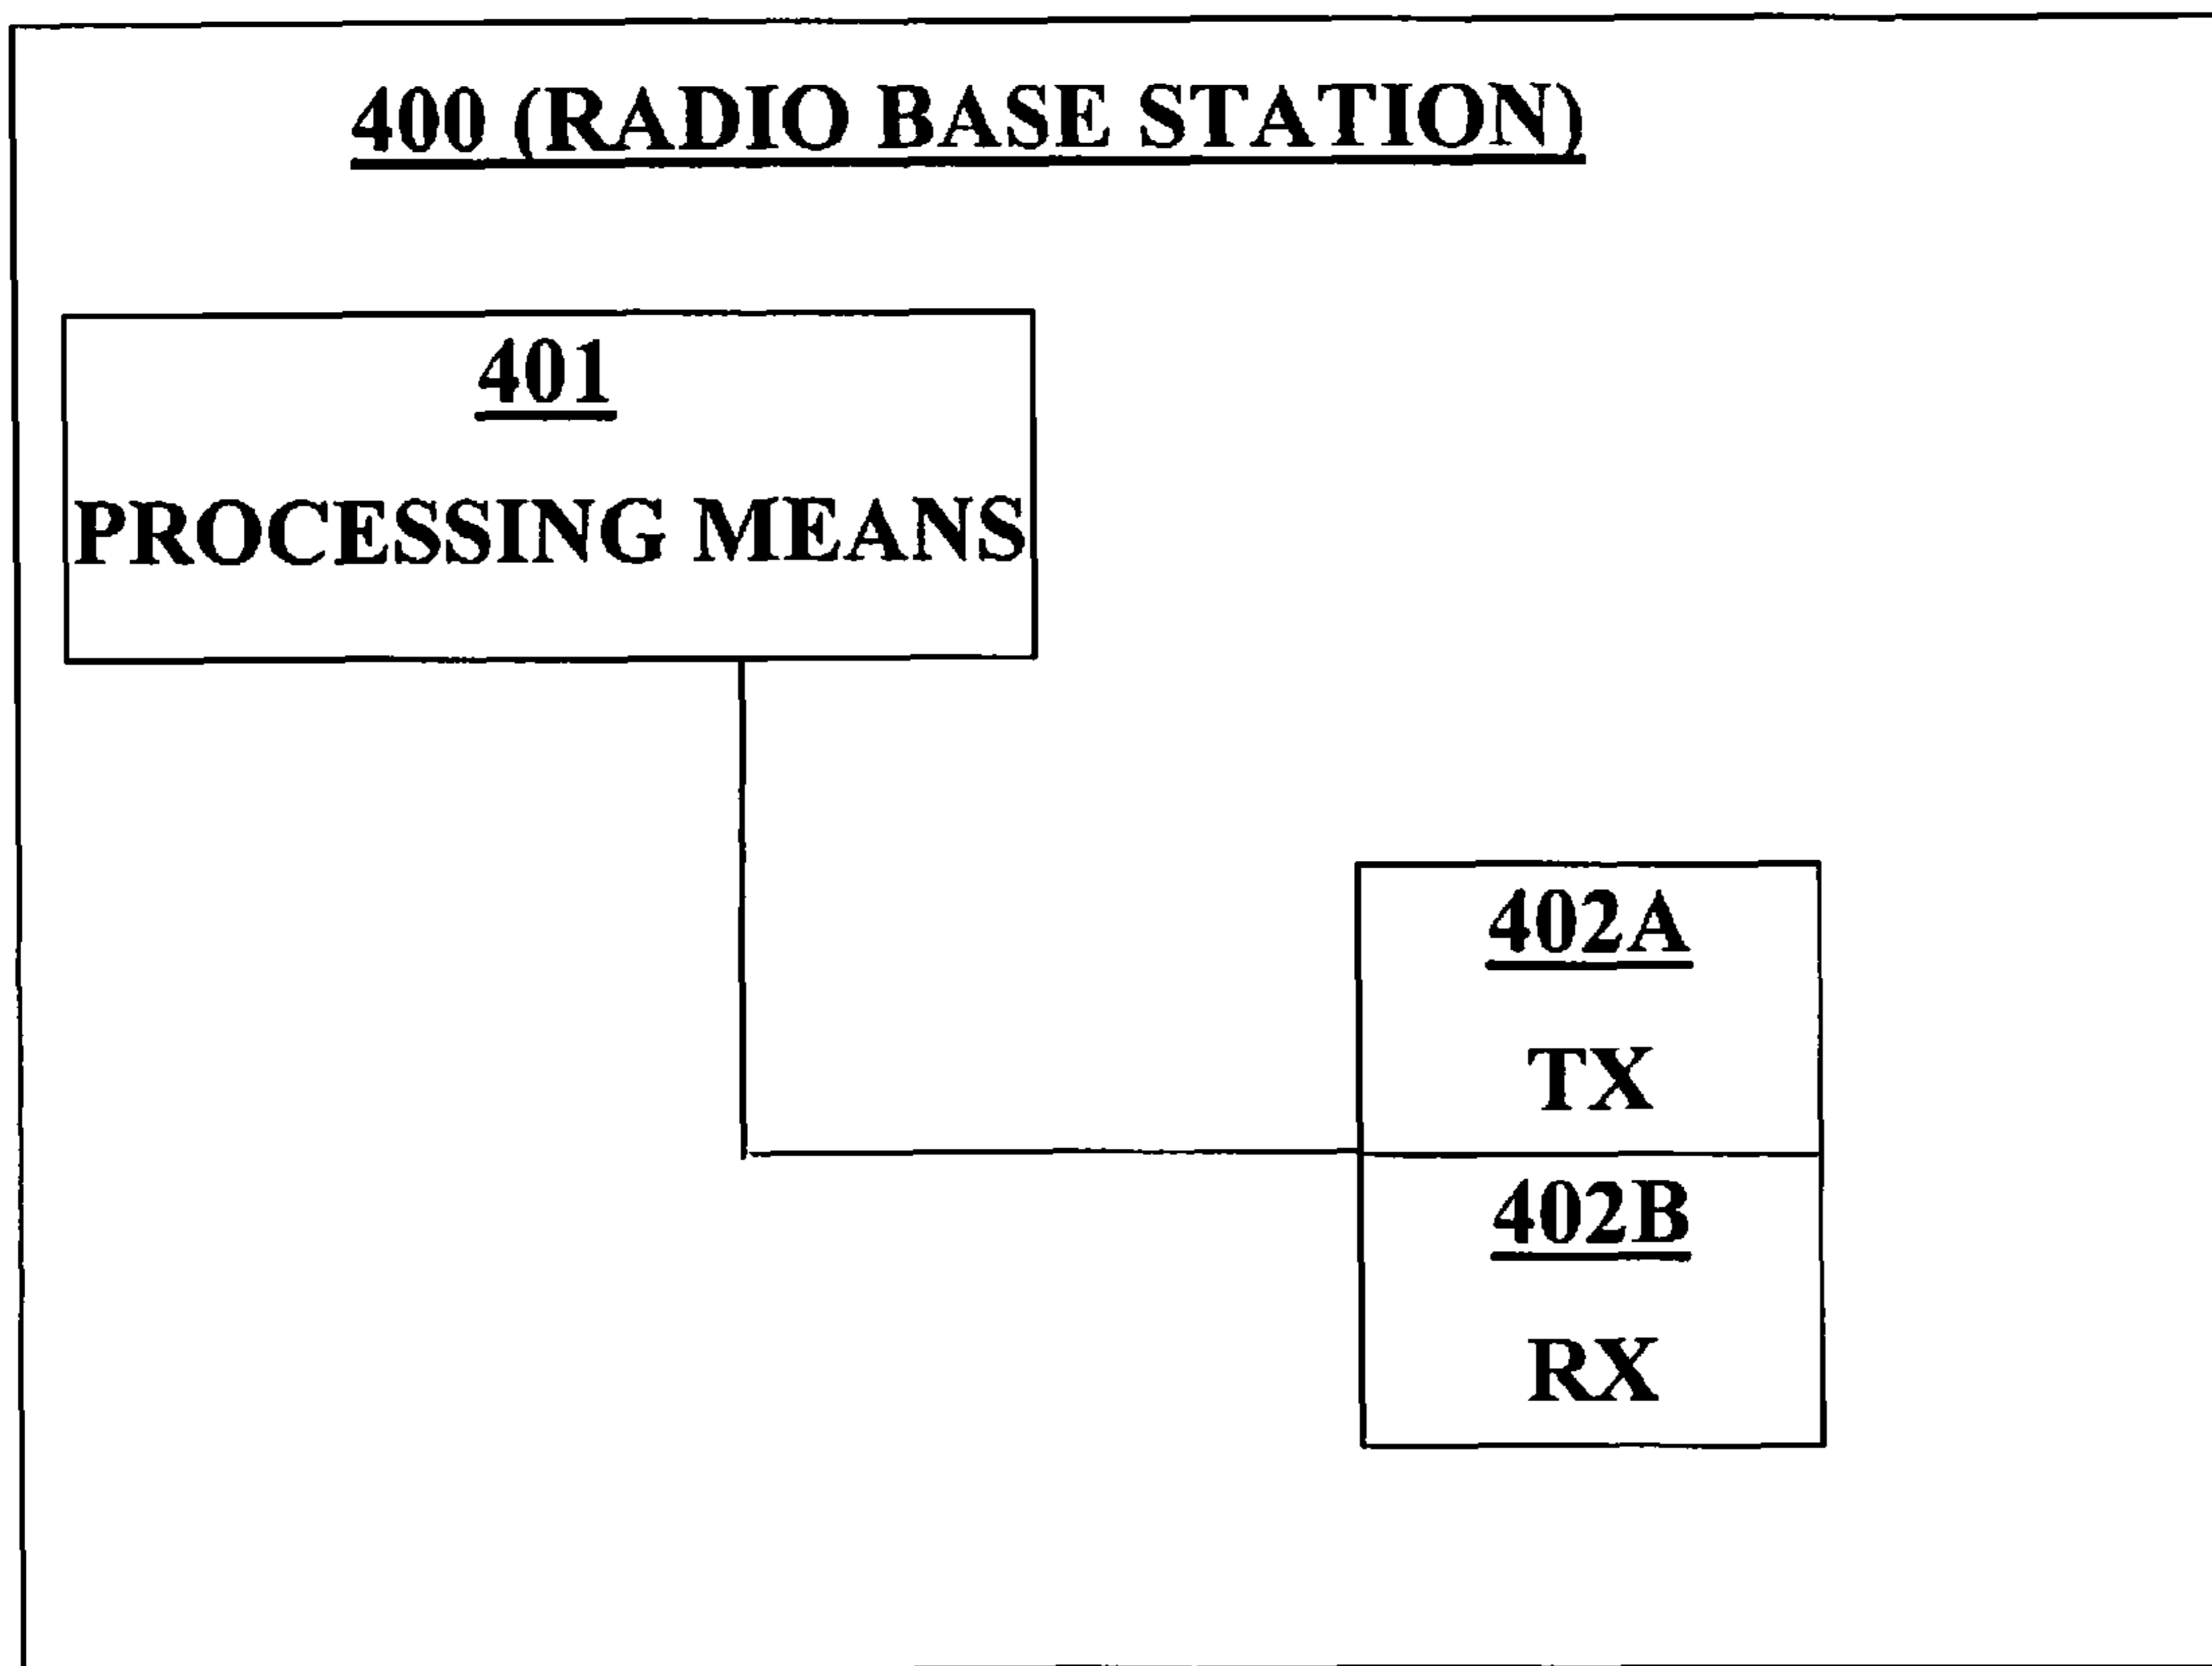 400 (RADIO BASE STATION)
401
PROCESSING MEANS
402A
TX
402B
RX